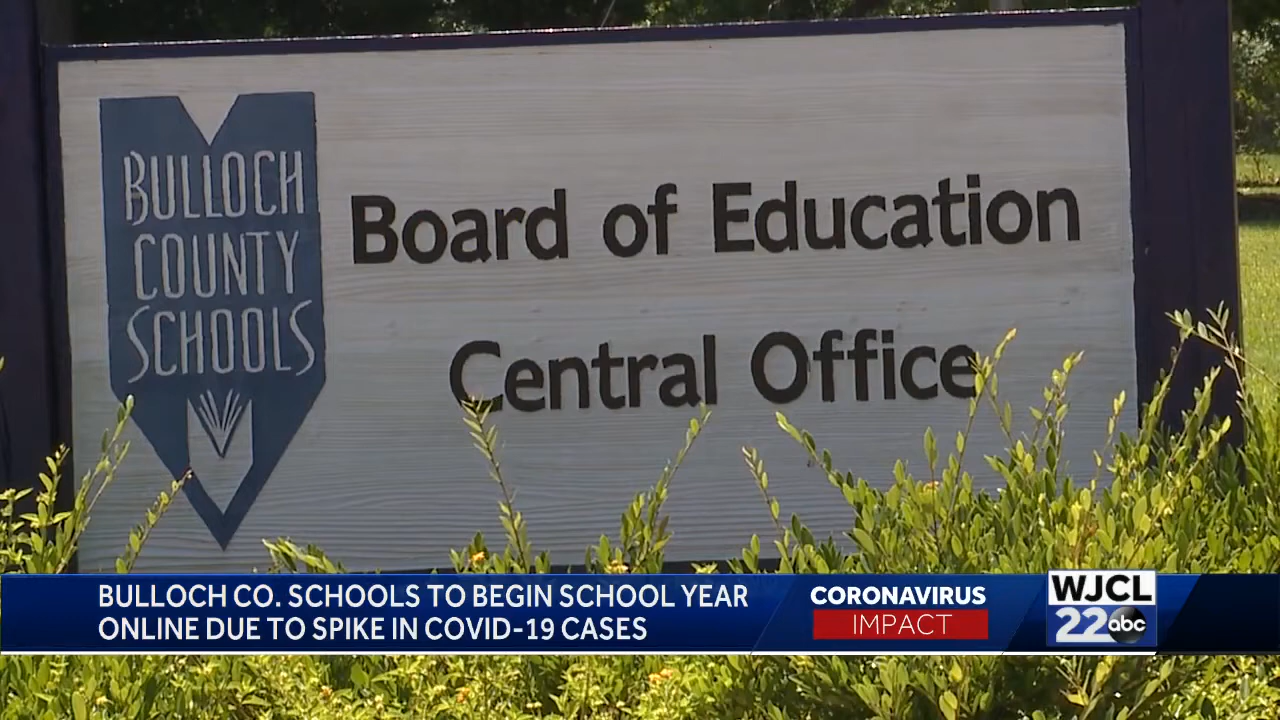 BULLOCH
COUNTY
SCHOOLS
Board of Education
Central Office
BULLOCH CO. SCHOOLS TO BEGIN SCHOOL YEAR
ONLINE DUE TO SPIKE IN COVID-19 CASES
CORONAVIRUS
IMPACT
WJCL
22 abc